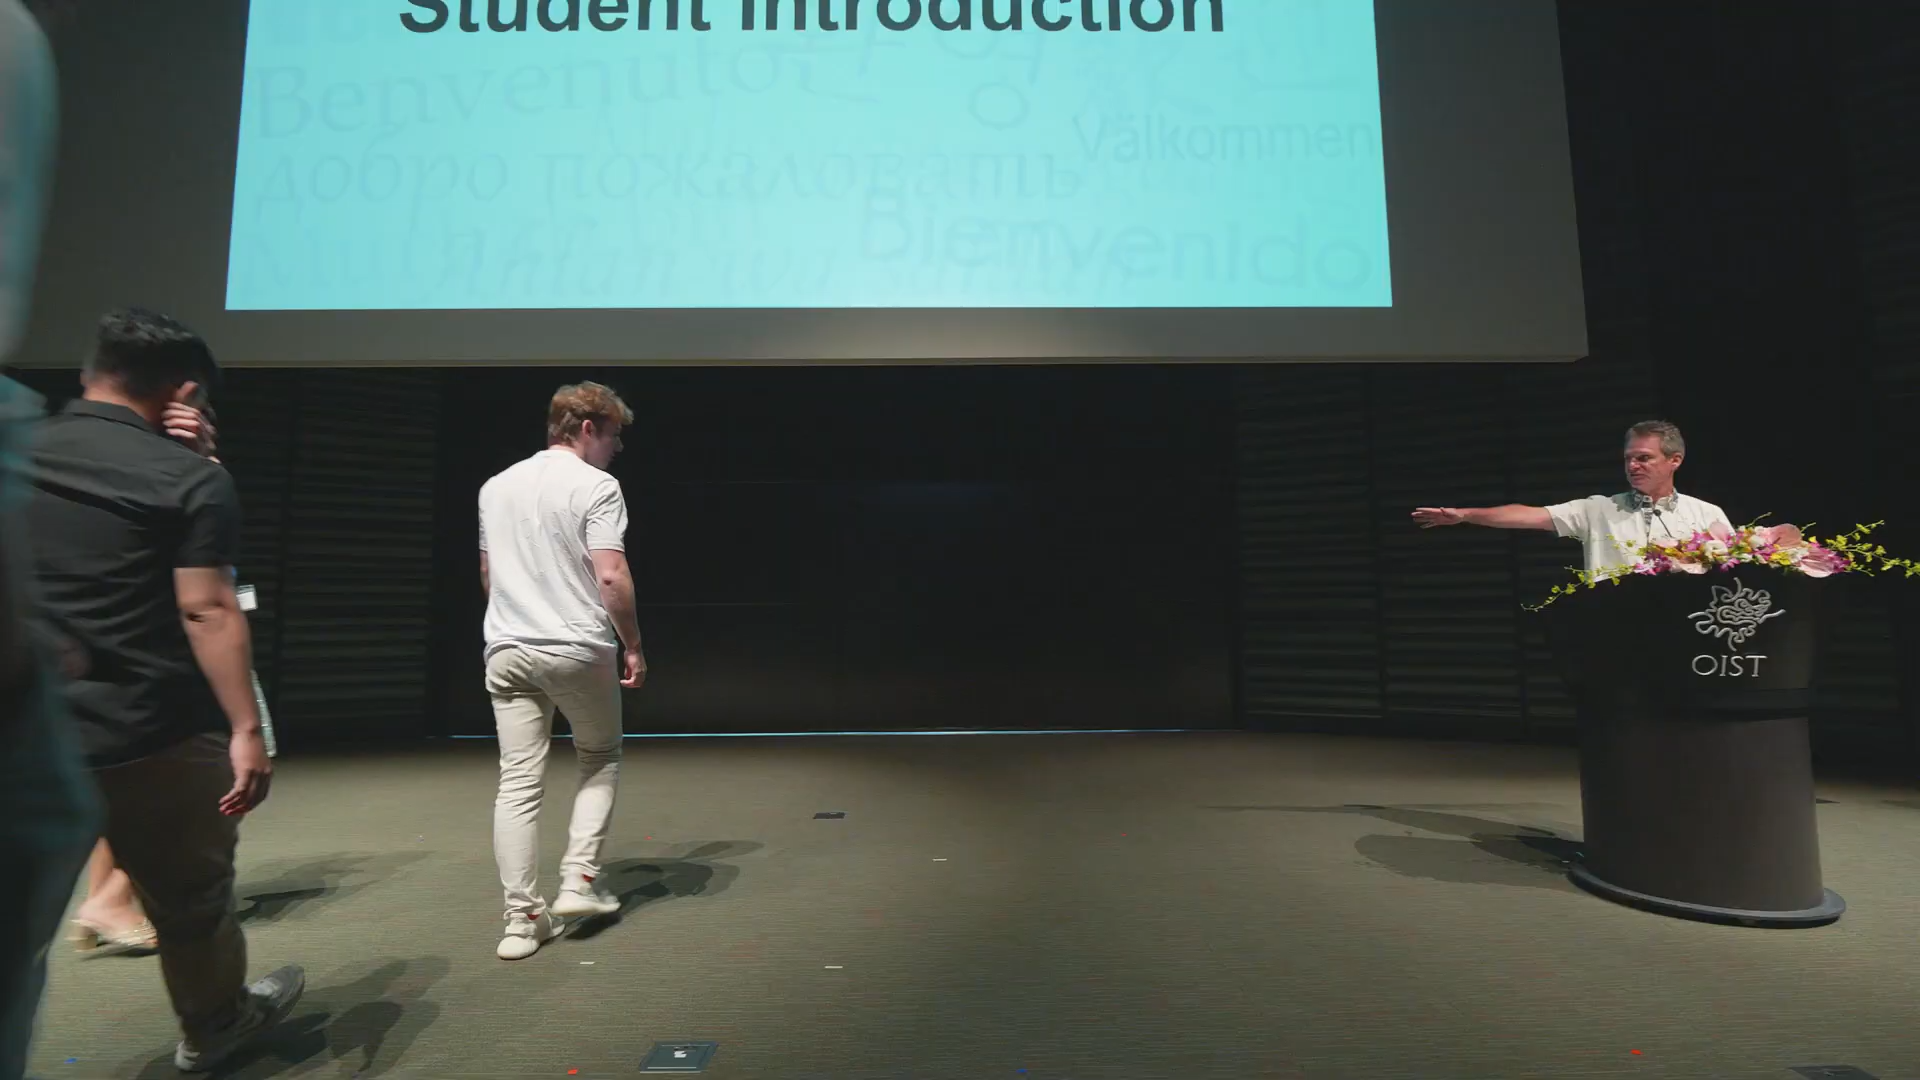 Student Introduction
Benvenuto!
Välkommen
добро пожаловать
Bienvenido
OIST